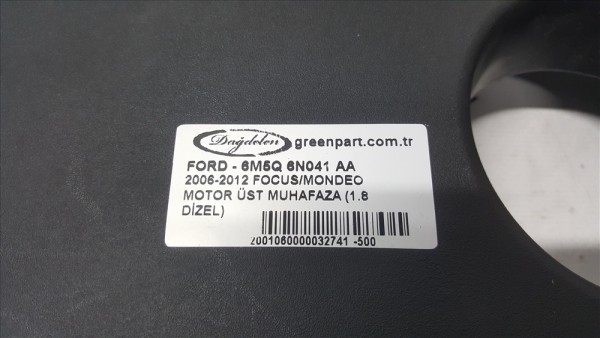 Dağdelen greenpart.com.tr
FORD - 6M5Q 6N041 AA
2006-2012 FOCUS/MONDEO
MOTOR ÜST MUHAFAZA (1.8
DİZEL)
2001060000032741 -500